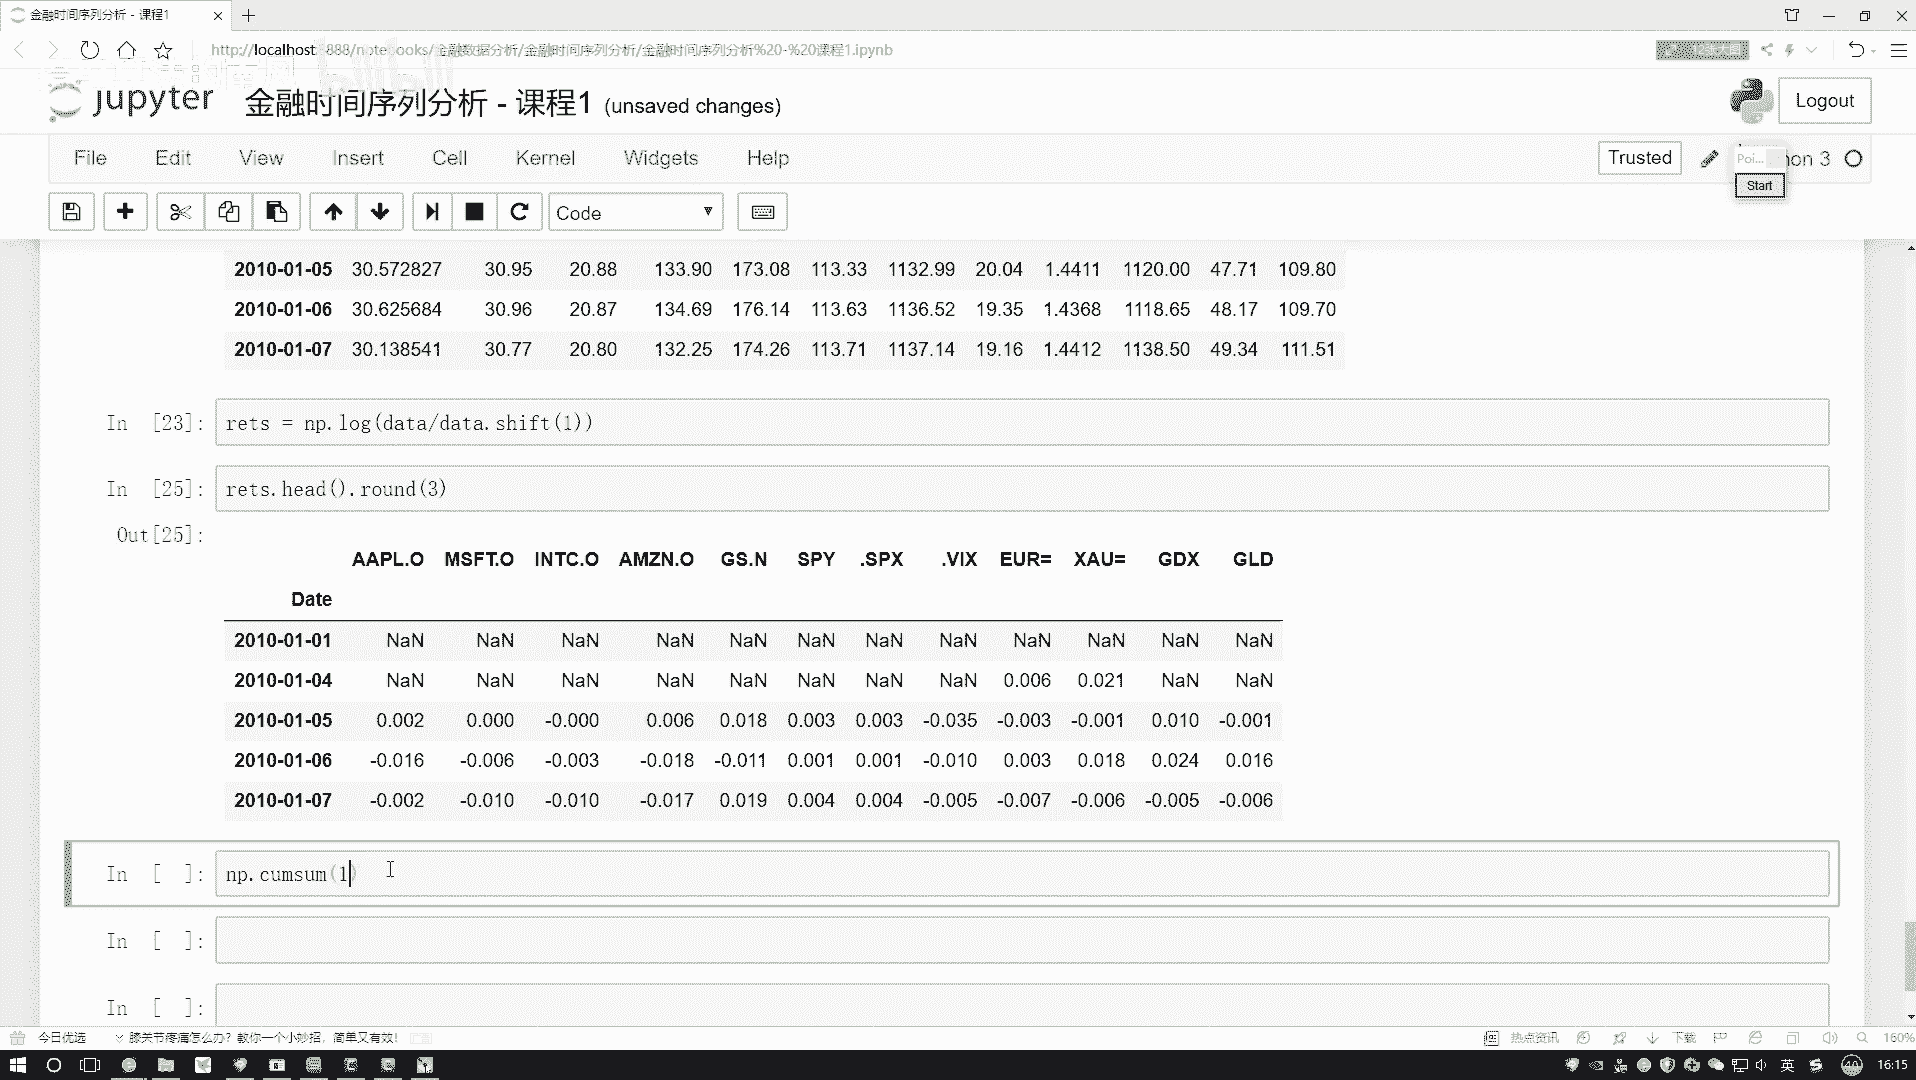 金融时间序列分析 - 课程1
http://localhost:8888/notebooks/金融数据分析/金融时间序列分析/金融时间序列分析%20-%20课程1.ipynb
jupyter 金融时间序列分析 - 课程1 (unsaved changes)
Logout
File Edit View Insert Cell Kernel Widgets Help
Trusted
Poi... hon 3
Start
Code
2010-01-05 30.572827 30.95 20.88 133.90 173.08 113.33 1132.99 20.04 1.4411 1120.00 47.71 109.80
2010-01-06 30.625684 30.96 20.87 134.69 176.14 113.63 1136.52 19.35 1.4368 1118.65 48.17 109.70
2010-01-07 30.138541 30.77 20.80 132.25 174.26 113.71 1137.14 19.16 1.4412 1138.50 49.34 111.51
In [23]: rets = np.log(data/data.shift(1))
In [25]: rets.head().round(3)
Out[25]:
AAPL.O MSFT.O INTC.O AMZN.O GS.N SPY .SPX .VIX EUR= XAU= GDX GLD
Date
2010-01-01 NaN NaN NaN NaN NaN NaN NaN NaN NaN NaN NaN NaN
2010-01-04 NaN NaN NaN NaN NaN NaN NaN NaN 0.006 0.021 NaN NaN
2010-01-05 0.002 0.000 -0.000 0.006 0.018 0.003 0.003 -0.035 -0.003 -0.001 0.010 -0.001
2010-01-06 -0.016 -0.006 -0.003 -0.018 -0.011 0.001 0.001 -0.010 0.003 0.018 0.024 0.016
2010-01-07 -0.002 -0.010 -0.010 -0.017 0.019 0.004 0.004 -0.005 -0.007 -0.006 -0.005 -0.006
In [ ]: np.cumsum(1)
In [ ]:
In [ ]:
今日优选 膝关节疼痛怎么办？教你一个小妙招，简单又有效！ 热点资讯 下载 160%
英 40 16:15